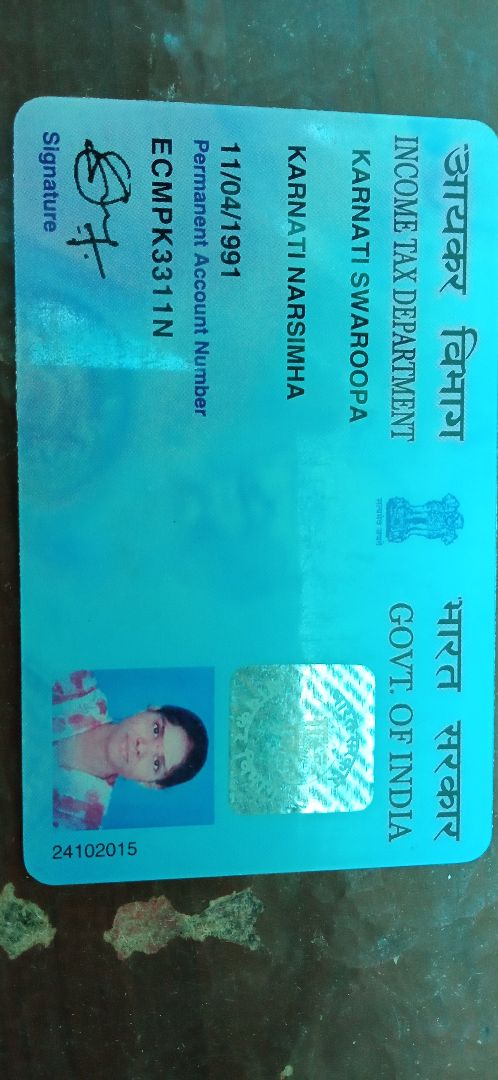 आयकर विभाग
INCOME TAX DEPARTMENT
भारत सरकार
GOVT. OF INDIA
सत्यमेव जयते
KARNATI SWAROOPA
KARNATI NARSIMHA
11/04/1991
Permanent Account Number
ECMPK3311N
Signature
24102015